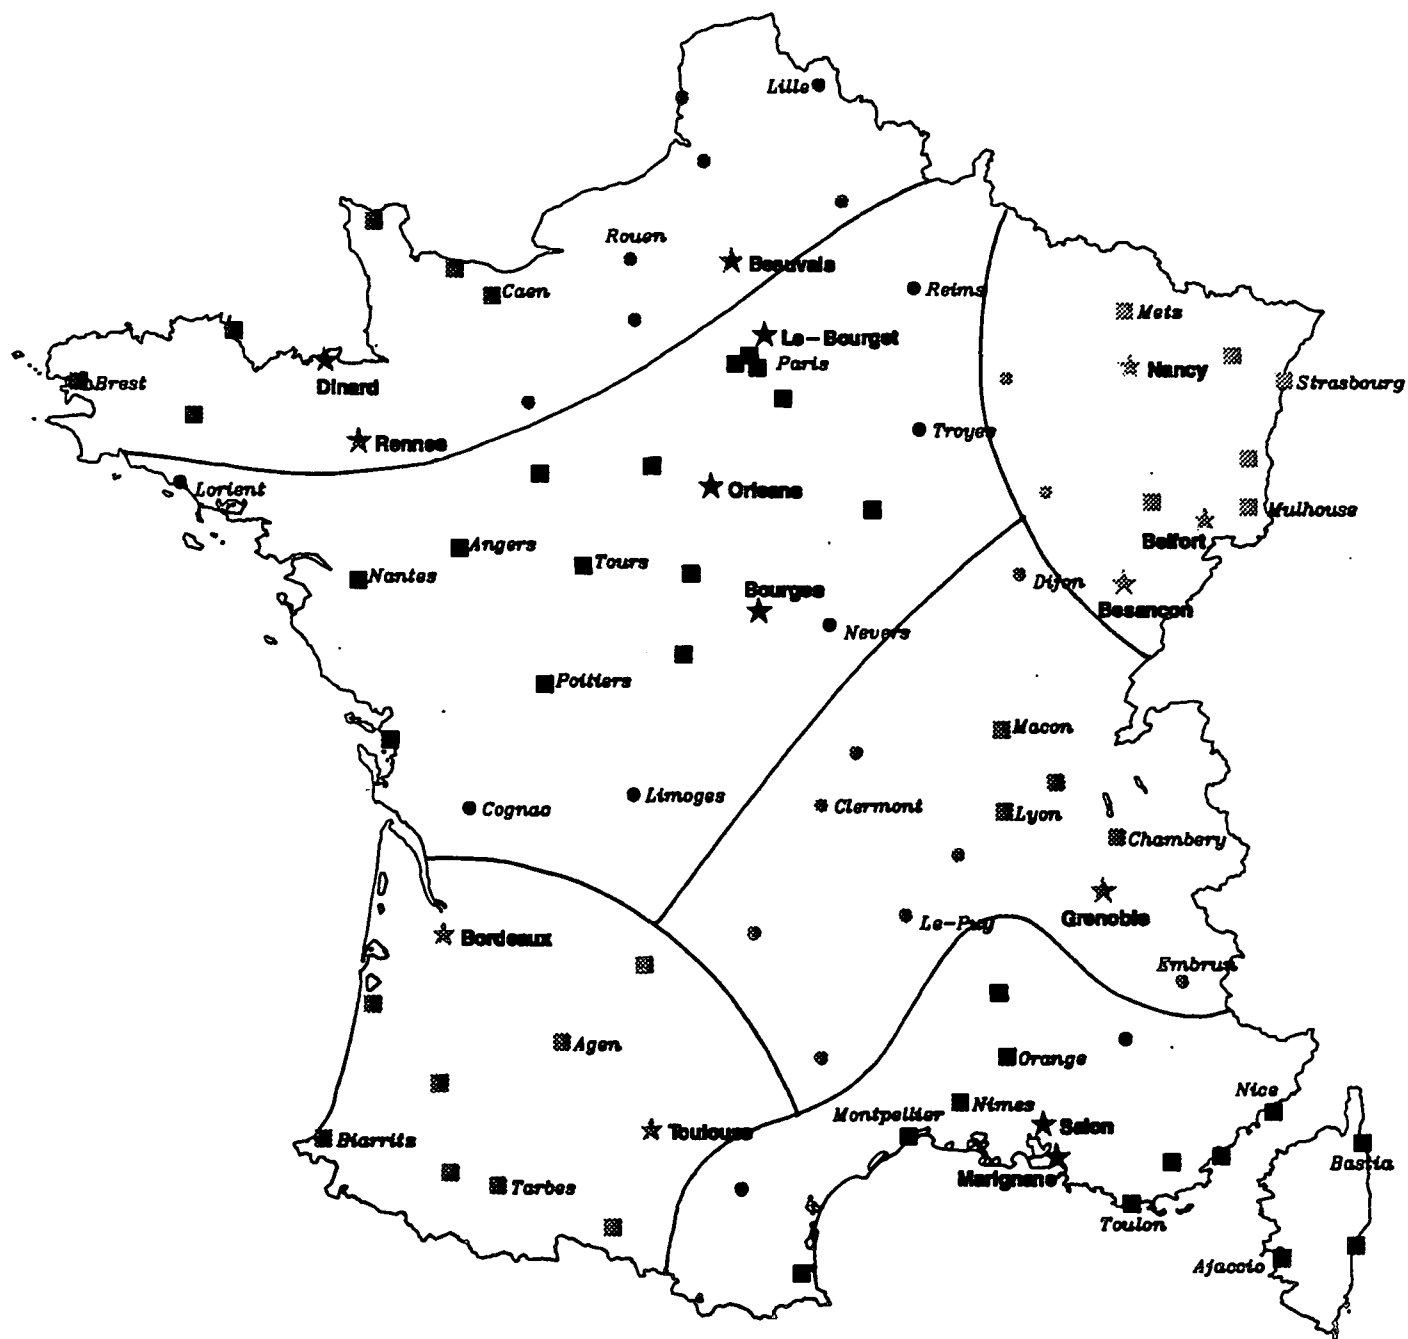 Lille
Rouen
Beauvais
Reims
Caen
Metz
Le-Bourget
Paris
Nancy
Brest
Strasbourg
Dinard
Troyes
Rennes
Orleans
Lorient
Mulhouse
Belfort
Angers
Tours
Nantes
Dijon
Bourges
Besancon
Nevers
Poitiers
Macon
Limoges
Clermont
Cognac
Lyon
Chambery
Grenoble
Le-Puy
Bordeaux
Embrun
Agen
Orange
Nice
Nimes
Montpellier
Salon
Toulouse
Biarritz
Bastia
Marignane
Tarbes
Toulon
Ajaccio